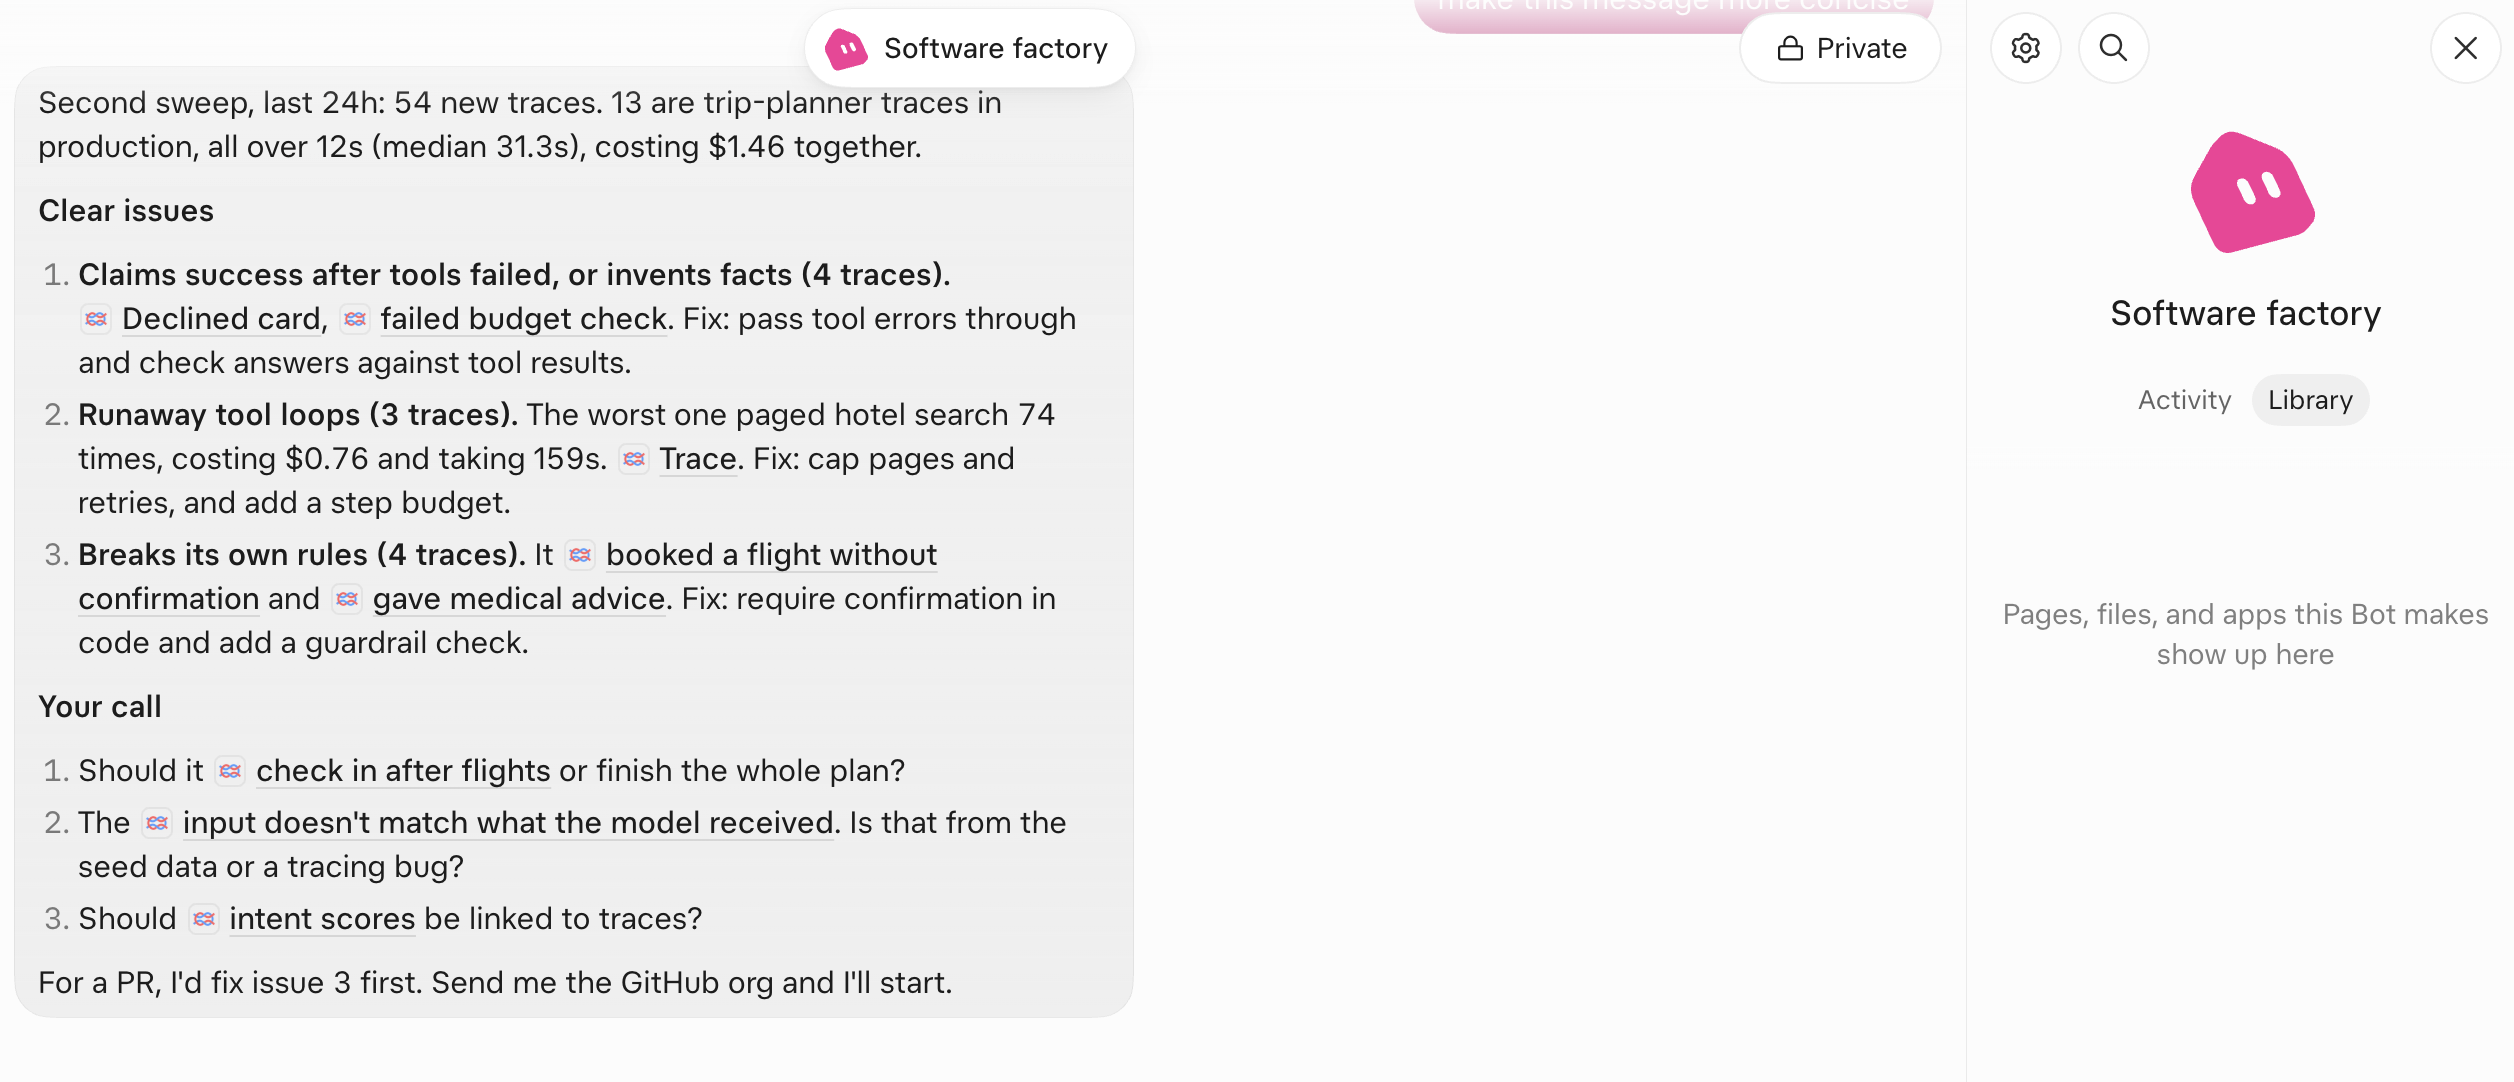 make this message more concise
Software factory
Private
Second sweep, last 24h: 54 new traces. 13 are trip-planner traces in
production, all over 12s (median 31.3s), costing $1.46 together.
Clear issues
1. Claims success after tools failed, or invents facts (4 traces).
Declined card, failed budget check. Fix: pass tool errors through
and check answers against tool results.
2. Runaway tool loops (3 traces). The worst one paged hotel search 74
times, costing $0.76 and taking 159s. Trace. Fix: cap pages and
retries, and add a step budget.
3. Breaks its own rules (4 traces). It booked a flight without
confirmation and gave medical advice. Fix: require confirmation in
code and add a guardrail check.
Your call
1. Should it check in after flights or finish the whole plan?
2. The input doesn't match what the model received. Is that from the
seed data or a tracing bug?
3. Should intent scores be linked to traces?
For a PR, I'd fix issue 3 first. Send me the GitHub org and I'll start.
Software factory
Activity Library
Pages, files, and apps this Bot makes
show up here